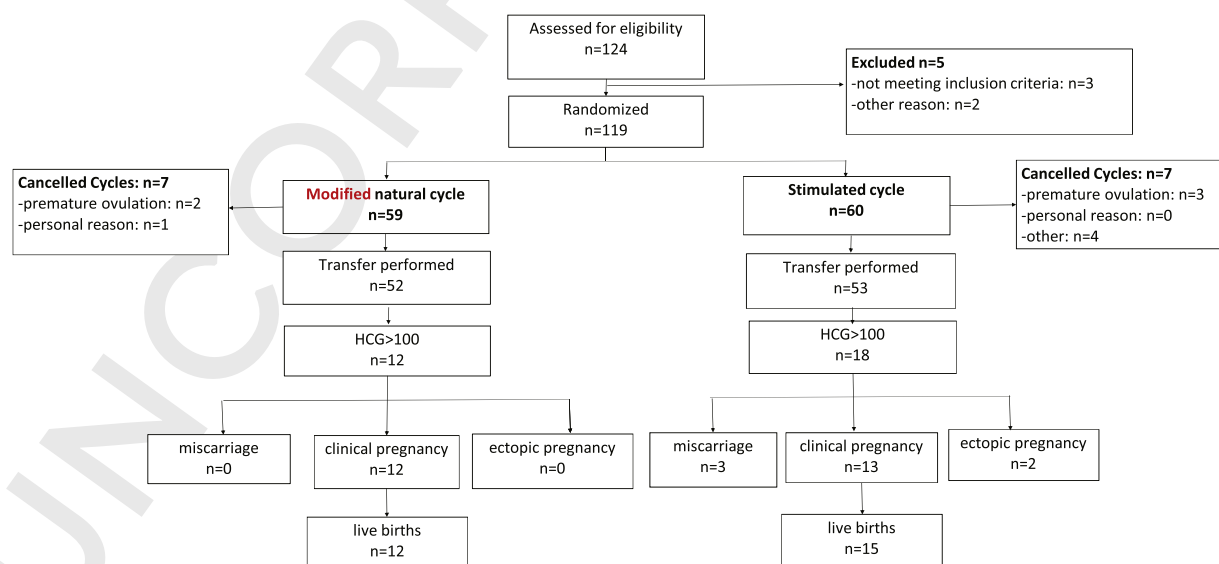 Assessed for eligibility
n=124
Excluded n=5
-not meeting inclusion criteria: n=3
-other reason: n=2
Randomized
n=119
Cancelled Cycles: n=7
-premature ovulation: n=2
-personal reason: n=1
Modified natural cycle
n=59
Stimulated cycle
n=60
Cancelled Cycles: n=7
-premature ovulation: n=3
-personal reason: n=0
-other: n=4
Transfer performed
n=52
Transfer performed
n=53
HCG>100
n=12
HCG>100
n=18
miscarriage
n=0
clinical pregnancy
n=12
ectopic pregnancy
n=0
miscarriage
n=3
clinical pregnancy
n=13
ectopic pregnancy
n=2
live births
n=12
live births
n=15